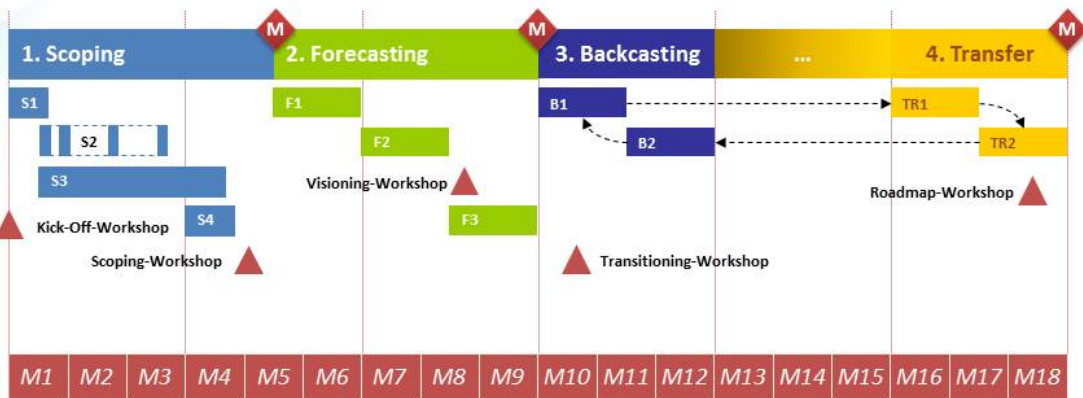 M
M
M
1. Scoping
2. Forecasting
3. Backcasting
...
4. Transfer
S1
F1
B1
TR1
S2
F2
B2
TR2
S3
Visioning-Workshop
Roadmap-Workshop
Kick-Off-Workshop
S4
F3
Scoping-Workshop
Transitioning-Workshop
M1 M2 M3 M4 M5 M6 M7 M8 M9 M10 M11 M12 M13 M14 M15 M16 M17 M18